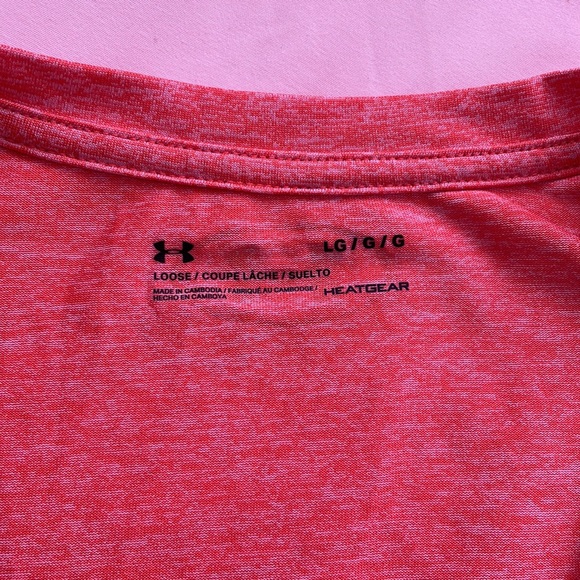 LG / G / G
LOOSE / COUPE LÂCHE / SUELTO
MADE IN CAMBODIA / FABRIQUÉ AU CAMBODGE /
HECHO EN CAMBOYA
HEATGEAR